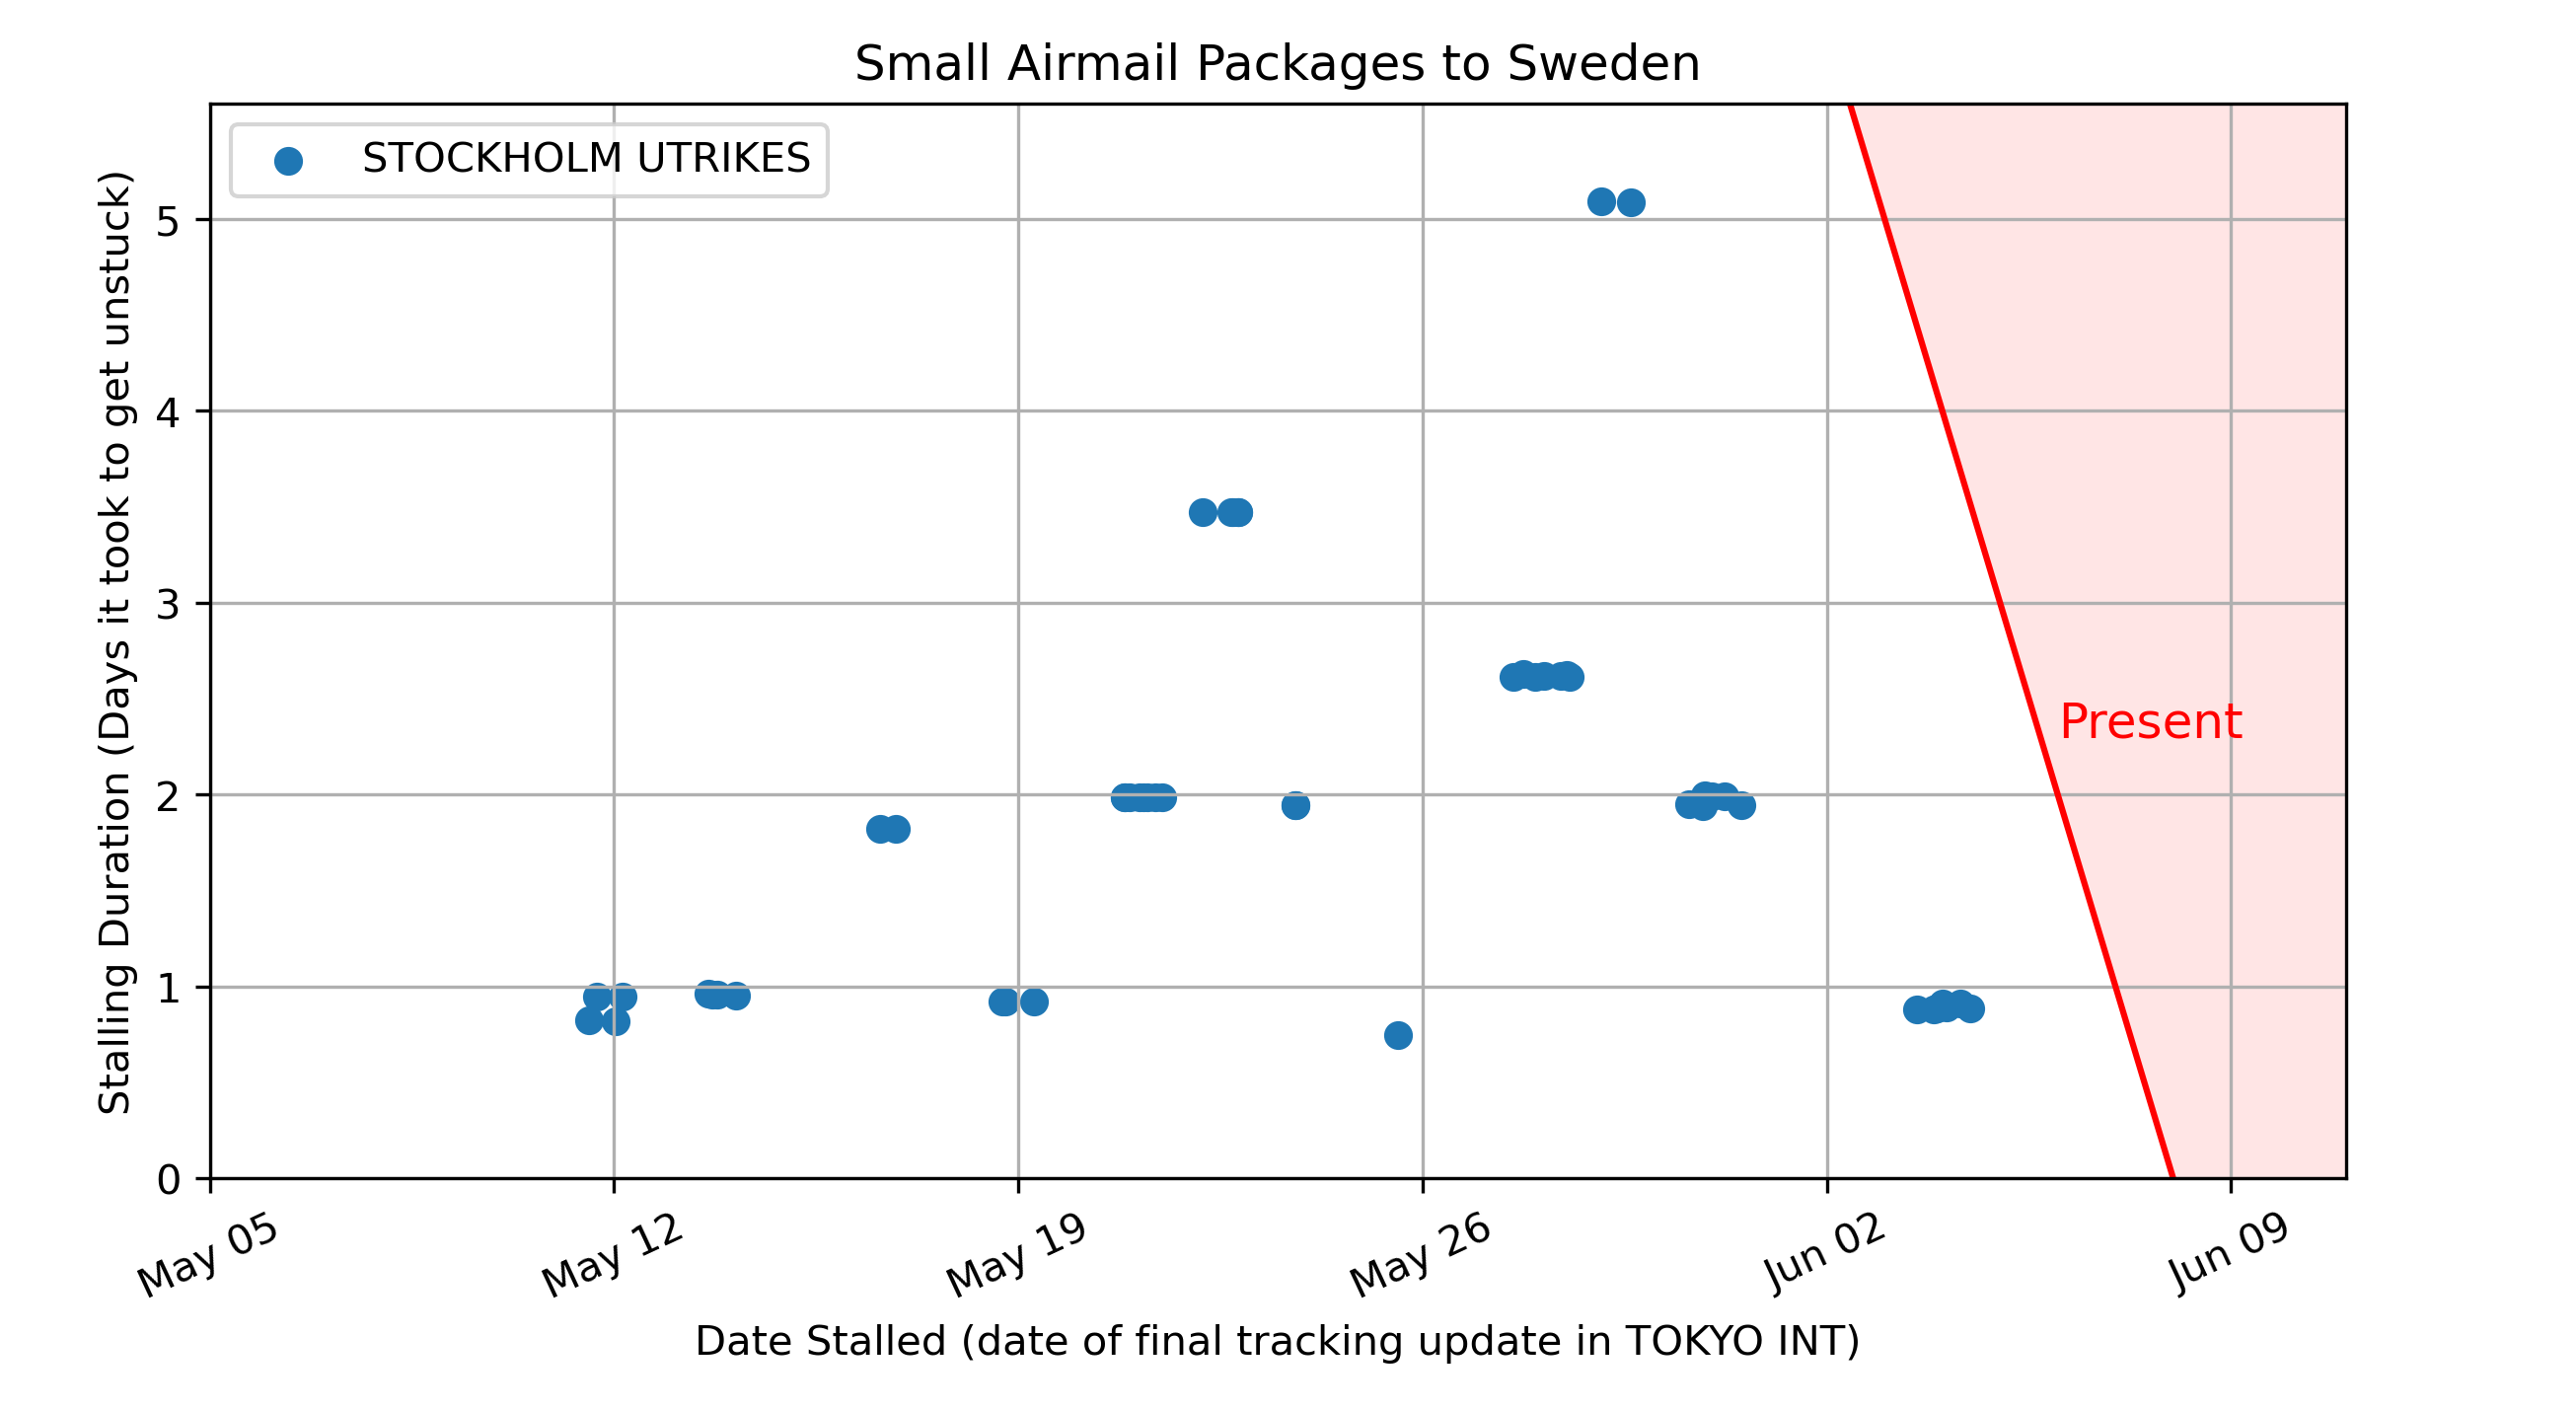 Small Airmail Packages to Sweden
STOCKHOLM UTRIKES
Stalling Duration (Days it took to get unstuck)
5
4
3
2
1
0
Present
May 05
May 12
May 19
May 26
Jun 02
Jun 09
Date Stalled (date of final tracking update in TOKYO INT)